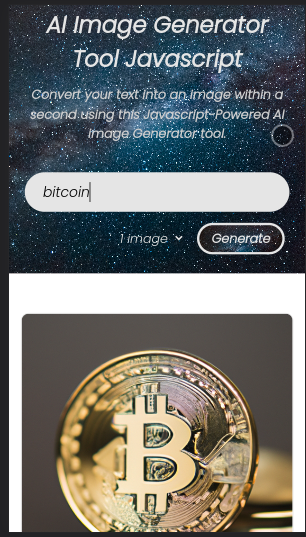 AI Image Generator
Tool Javascript
Convert your text into an image within a
second using this Javascript-Powered AI
Image Generator tool.
bitcoin
1 image
Generate